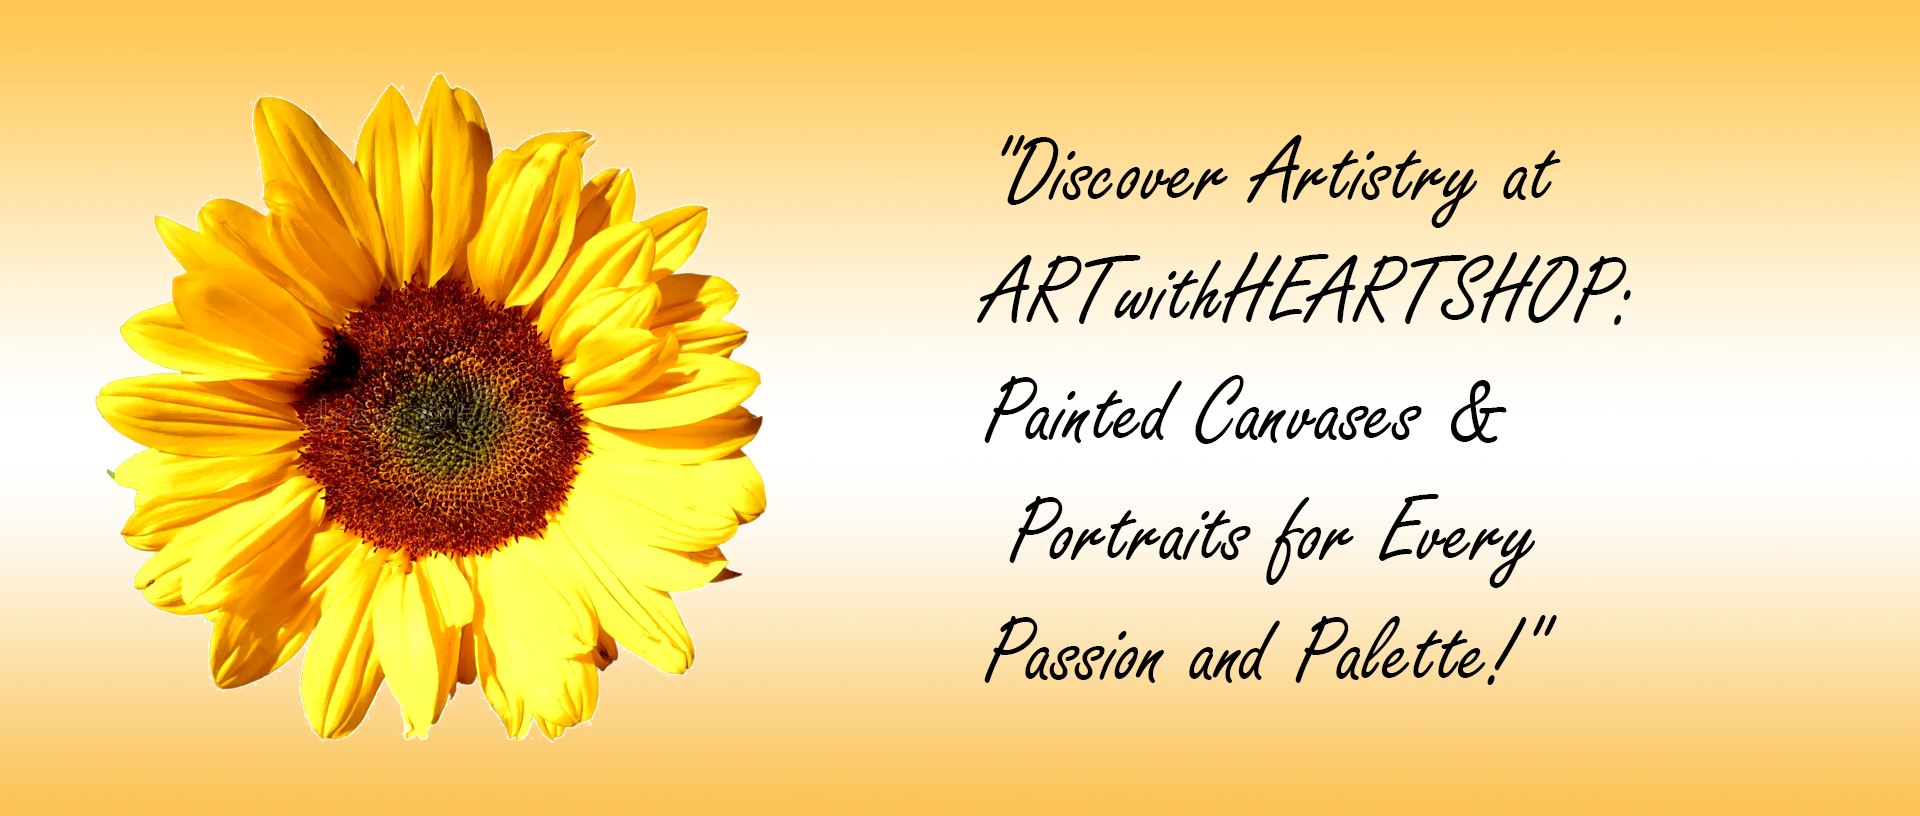 "Discover Artistry at
ARTwithHEARTSHOP:
Painted Canvases &
Portraits for Every
Passion and Palette!"